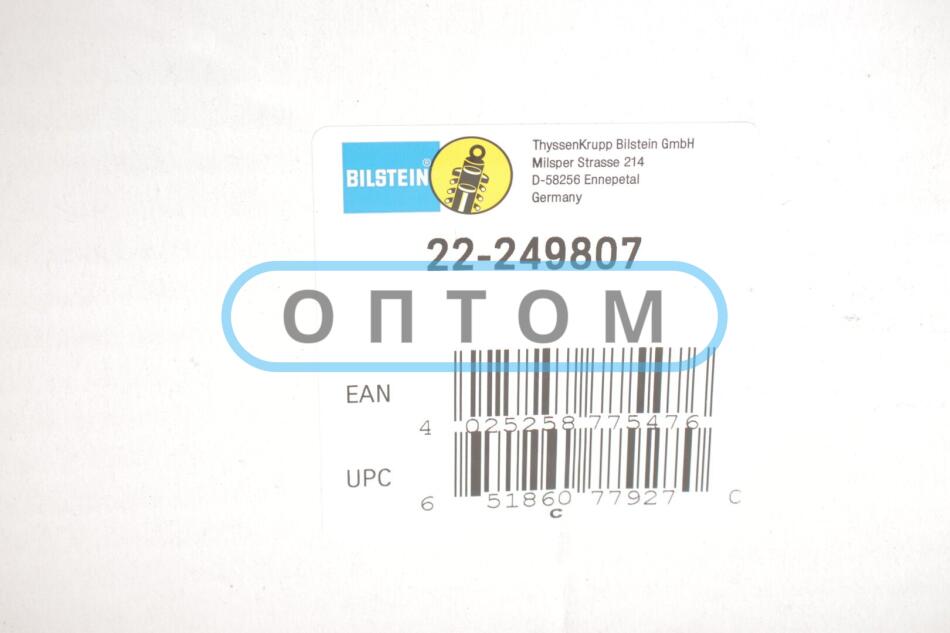 BILSTEIN®
ThyssenKrupp Bilstein GmbH
Milsper Strasse 214
D-58256 Ennepetal
Germany
22-249807
ОПТОМ
EAN
4 025258 775476
UPC
6 51860 77927 C
C